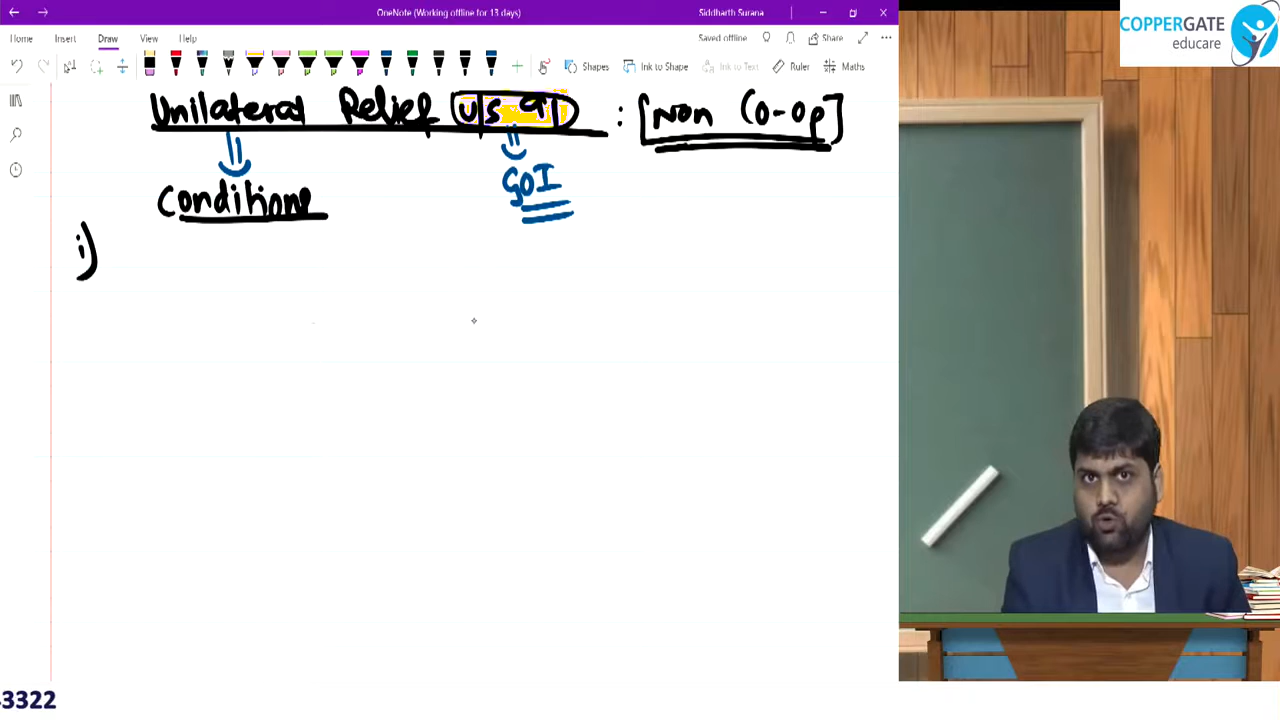 OneNote (Working offline for 13 days)
Siddharth Surana
Home Insert Draw View Help
Saved offline
Share
Shapes
Ink to Shape
Ink to Text
Ruler
Maths
COPPERGATE
educare
Unilateral Relief U|s 91 : [Non Co-op]
GOI
Conditions
i)
3322